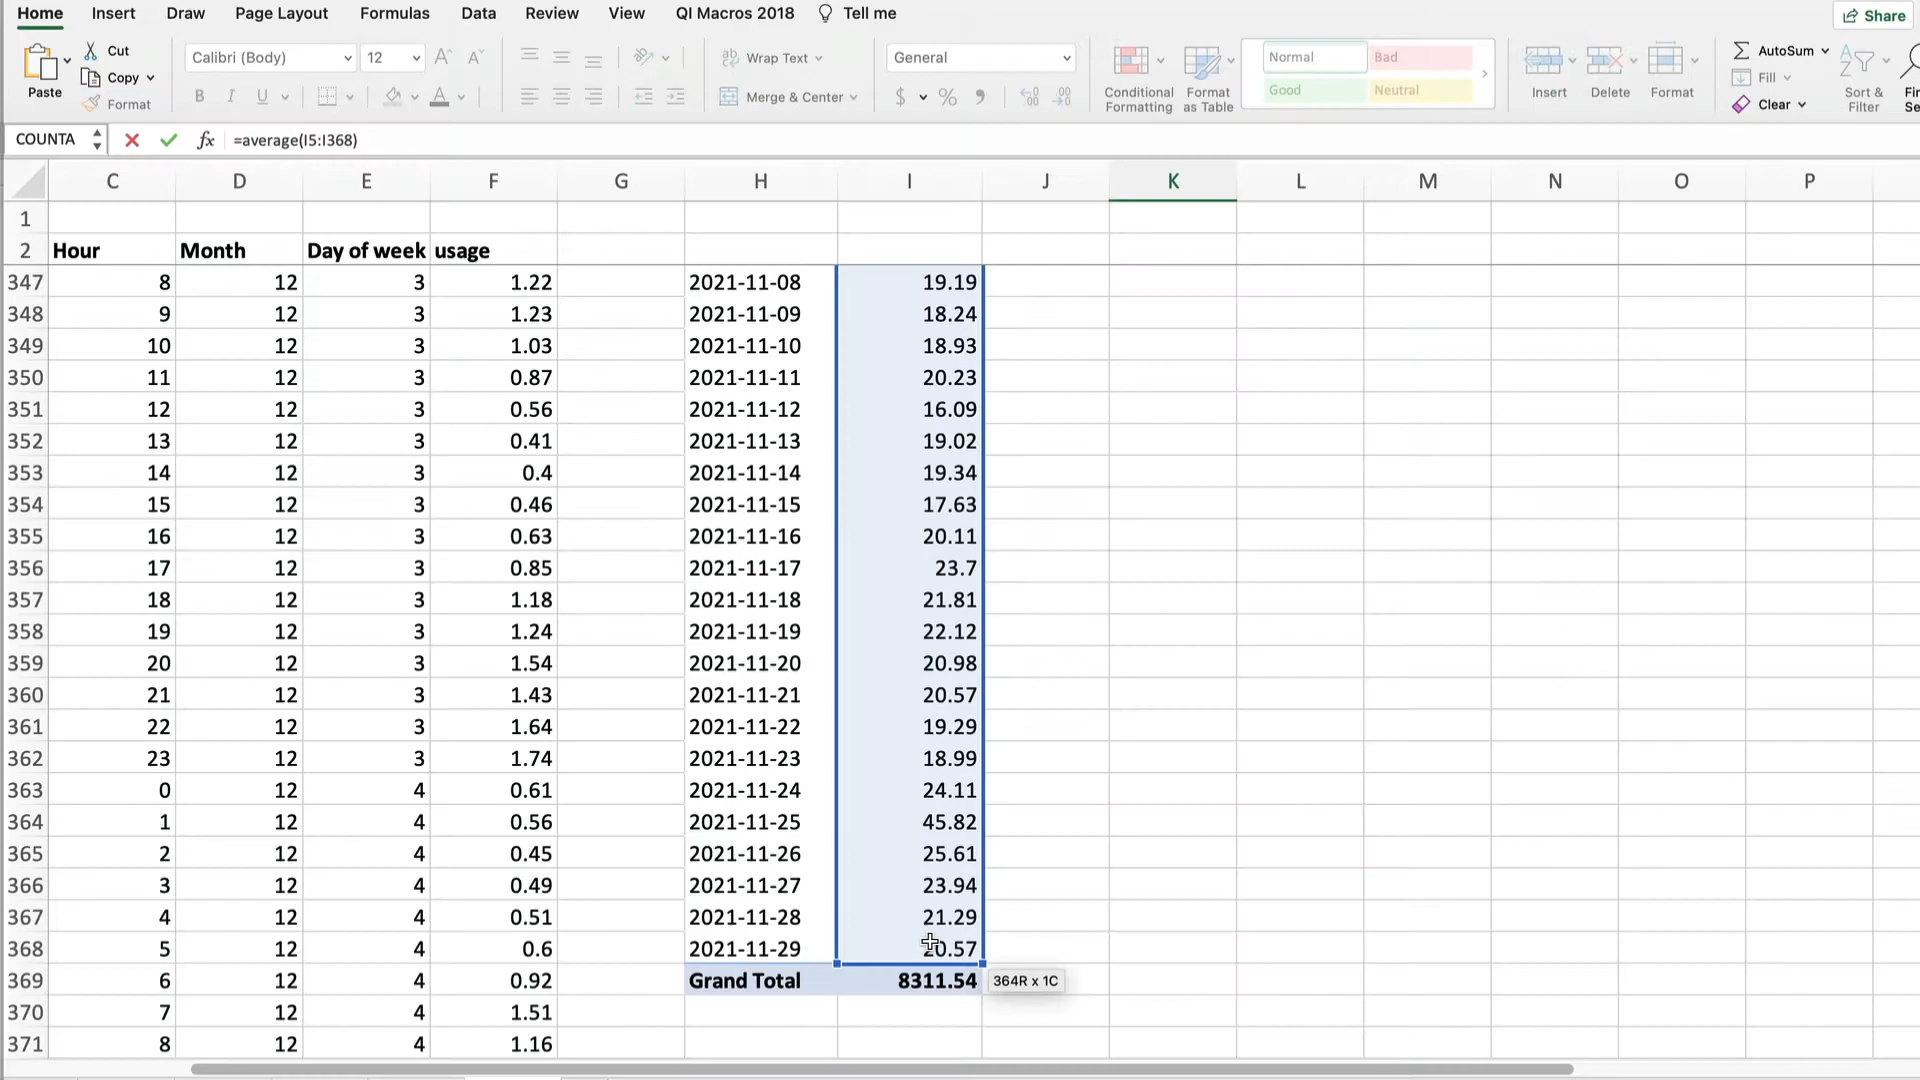 Home Insert Draw Page Layout Formulas Data Review View QI Macros 2018 Tell me Share
Cut Calibri (Body) 12 A A ab Wrap Text General Normal Bad AutoSum
Copy Fill
Paste Format B I U A Merge & Center $ % Conditional Formatting Format as Table Good Neutral Insert Delete Format Clear Sort & Filter
COUNTA fx =average(I5:I368)
C D E F G H I J K L M N O P
1
2 Hour Month Day of week usage
347 8 12 3 1.22 2021-11-08 19.19
348 9 12 3 1.23 2021-11-09 18.24
349 10 12 3 1.03 2021-11-10 18.93
350 11 12 3 0.87 2021-11-11 20.23
351 12 12 3 0.56 2021-11-12 16.09
352 13 12 3 0.41 2021-11-13 19.02
353 14 12 3 0.4 2021-11-14 19.34
354 15 12 3 0.46 2021-11-15 17.63
355 16 12 3 0.63 2021-11-16 20.11
356 17 12 3 0.85 2021-11-17 23.7
357 18 12 3 1.18 2021-11-18 21.81
358 19 12 3 1.24 2021-11-19 22.12
359 20 12 3 1.54 2021-11-20 20.98
360 21 12 3 1.43 2021-11-21 20.57
361 22 12 3 1.64 2021-11-22 19.29
362 23 12 3 1.74 2021-11-23 18.99
363 0 12 4 0.61 2021-11-24 24.11
364 1 12 4 0.56 2021-11-25 45.82
365 2 12 4 0.45 2021-11-26 25.61
366 3 12 4 0.49 2021-11-27 23.94
367 4 12 4 0.51 2021-11-28 21.29
368 5 12 4 0.6 2021-11-29 20.57
369 6 12 4 0.92 Grand Total 8311.54 364R x 1C
370 7 12 4 1.51
371 8 12 4 1.16